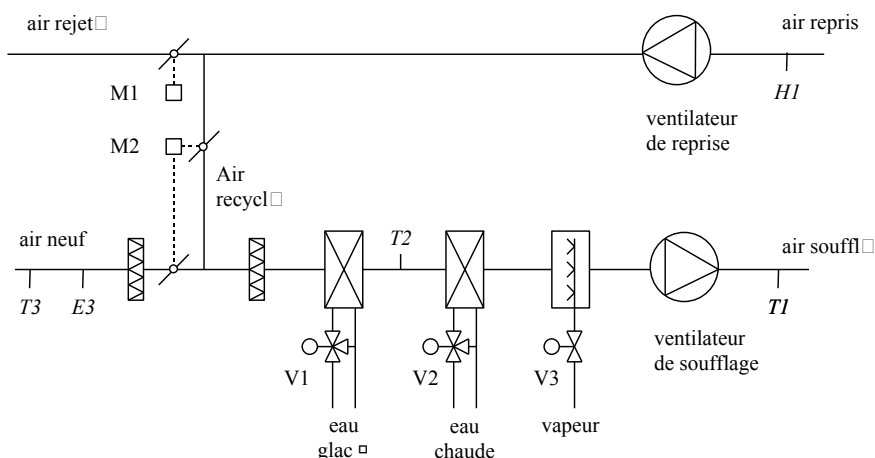 air rejet□
air repris
M1
H1
ventilateur
de reprise
M2
Air
recycl□
air neuf
T2
air souffl□
T3
E3
T1
ventilateur
de soufflage
V1
V2
V3
eau
glac□
eau
chaude
vapeur